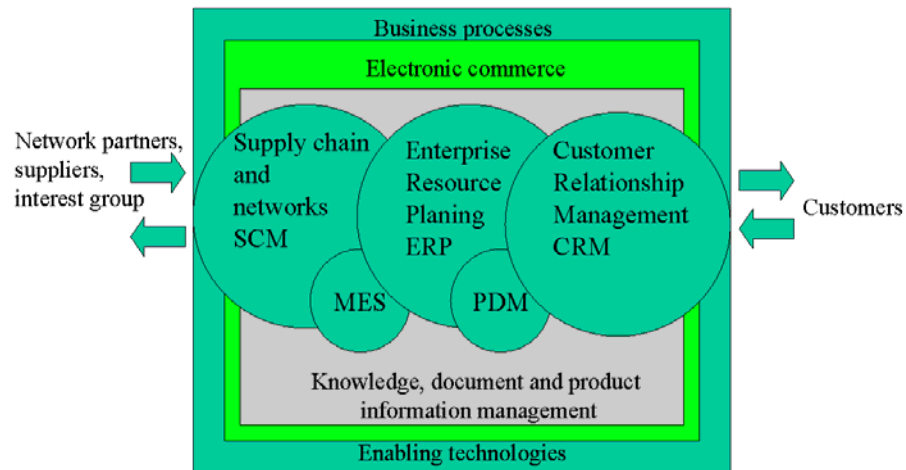 Business processes
Electronic commerce
Network partners,
suppliers,
interest group
Supply chain
and
networks
SCM
Enterprise
Resource
Planing
ERP
Customer
Relationship
Management
CRM
Customers
MES
PDM
Knowledge, document and product
information management
Enabling technologies